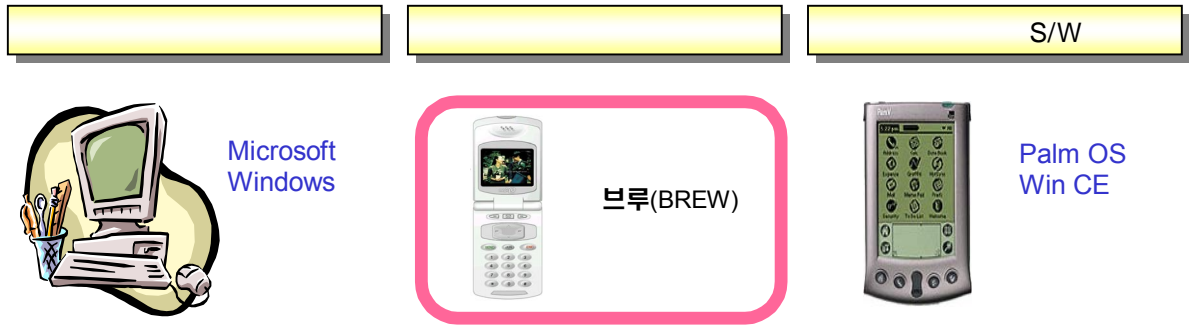 S/W
Microsoft
Windows
브루(BREW)
Palm OS
Win CE